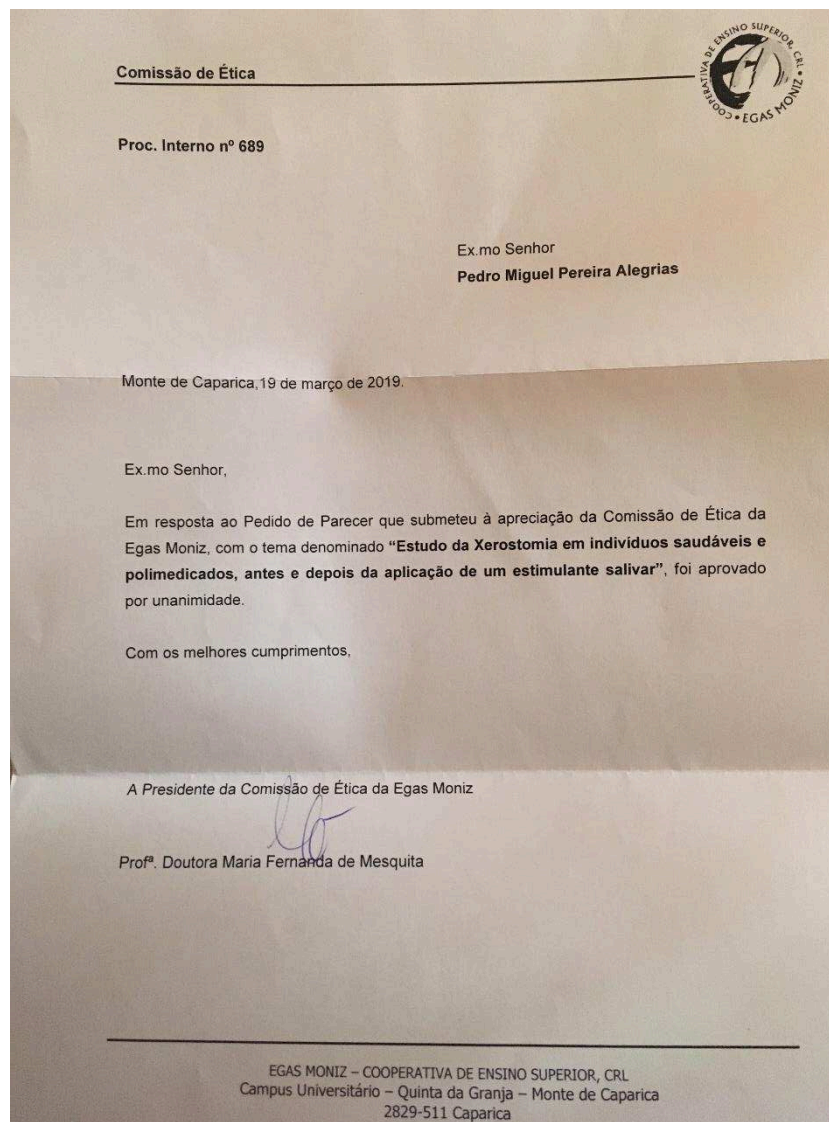 Comissão de Ética
COOPERATIVA DE ENSINO SUPERIOR, CRL • EGAS MONIZ •
Proc. Interno nº 689
Ex.mo Senhor
Pedro Miguel Pereira Alegrias
Monte de Caparica,19 de março de 2019.
Ex.mo Senhor,
Em resposta ao Pedido de Parecer que submeteu à apreciação da Comissão de Ética da
Egas Moniz, com o tema denominado “Estudo da Xerostomia em indivíduos saudáveis e
polimedicados, antes e depois da aplicação de um estimulante salivar”, foi aprovado
por unanimidade.
Com os melhores cumprimentos,
A Presidente da Comissão de Ética da Egas Moniz
Profª. Doutora Maria Fernanda de Mesquita
EGAS MONIZ – COOPERATIVA DE ENSINO SUPERIOR, CRL
Campus Universitário – Quinta da Granja – Monte de Caparica
2829-511 Caparica